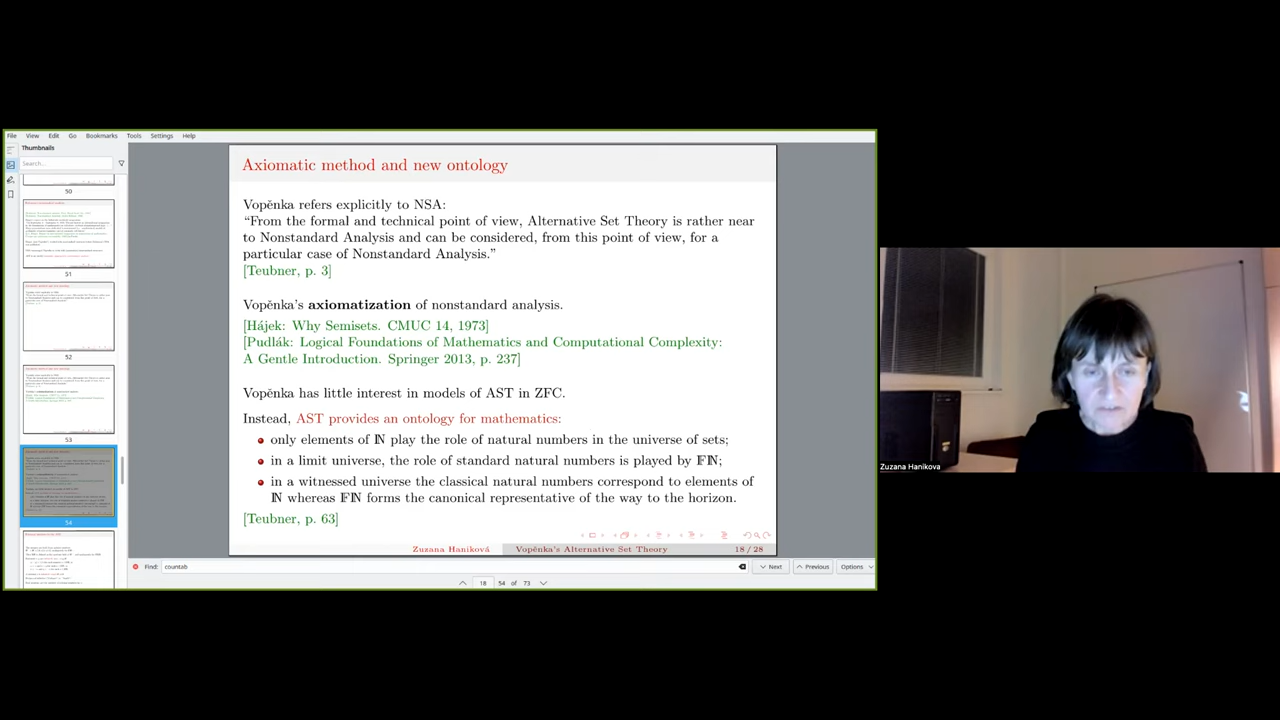 File View Edit Go Bookmarks Tools Settings Help
Thumbnails
Search...
50
51
52
53
54
Axiomatic method and new ontology
Vopěnka refers explicitly to NSA:
“From the formal and technical point of view, Alternative Set Theory rather
to Nonstandard Analysis and can be considered, from this point of view, for a
particular case of Nonstandard Analysis.”
[Teubner, p. 3]
Vopěnka's axiomatization of nonstandard analysis.
[Hájek: Why Semisets. CMUC 14, 1973]
[Pudlák: Logical Foundations of Mathematics and Computational Complexity:
A Gentle Introduction. Springer 2013, p. 237]
Vopěnka has little interest in models of AST in ZFC.
Instead, AST provides an ontology for mathematics:
only elements of ℕ play the role of natural numbers in the universe of sets;
in the limit universe, the role of standard natural numbers is played by 𝔽ℕ;
in a witnessed universe the classical natural numbers correspond to elements of
ℕ while 𝔽ℕ forms the canonical representative of the way to the horizon.
[Teubner, p. 63]
Zuzana Haniková Vopěnka's Alternative Set Theory 18 / 28
Find: countab Next Previous Options
18 54 of 73
Zuzana Hanikova